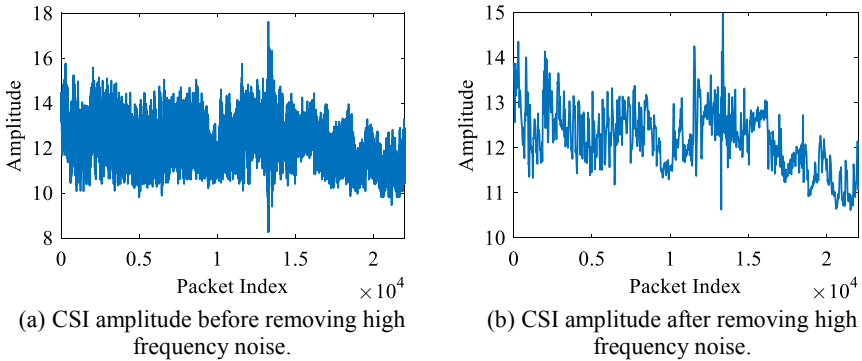 18
16
14
12
10
8
Amplitude
0 0.5 1 1.5 2
Packet Index
×10^4
(a) CSI amplitude before removing high
frequency noise.
15
14
13
12
11
10
Amplitude
0 0.5 1 1.5 2
Packet Index
×10^4
(b) CSI amplitude after removing high
frequency noise.